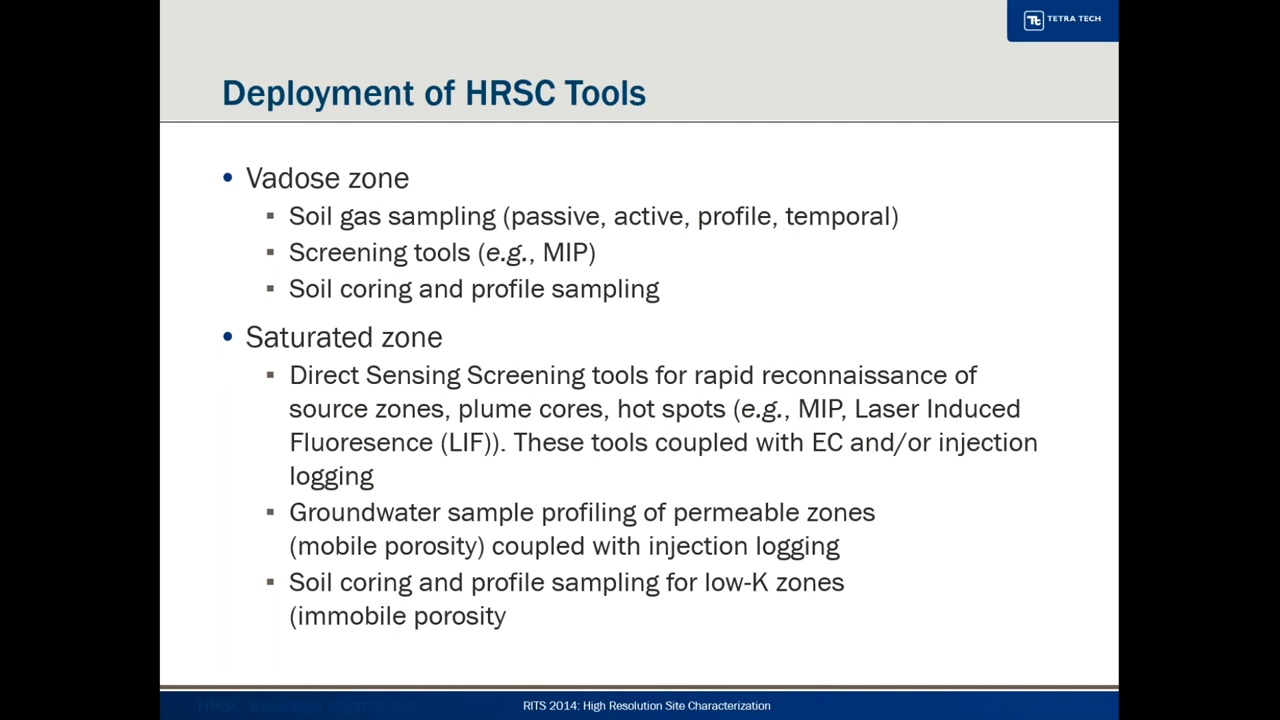 TETRA TECH
Deployment of HRSC Tools
• Vadose zone
▪ Soil gas sampling (passive, active, profile, temporal)
▪ Screening tools (e.g., MIP)
▪ Soil coring and profile sampling
• Saturated zone
▪ Direct Sensing Screening tools for rapid reconnaissance of
source zones, plume cores, hot spots (e.g., MIP, Laser Induced
Fluoresence (LIF)). These tools coupled with EC and/or injection
logging
▪ Groundwater sample profiling of permeable zones
(mobile porosity) coupled with injection logging
▪ Soil coring and profile sampling for low-K zones
(immobile porosity
RITS 2014: High Resolution Site Characterization